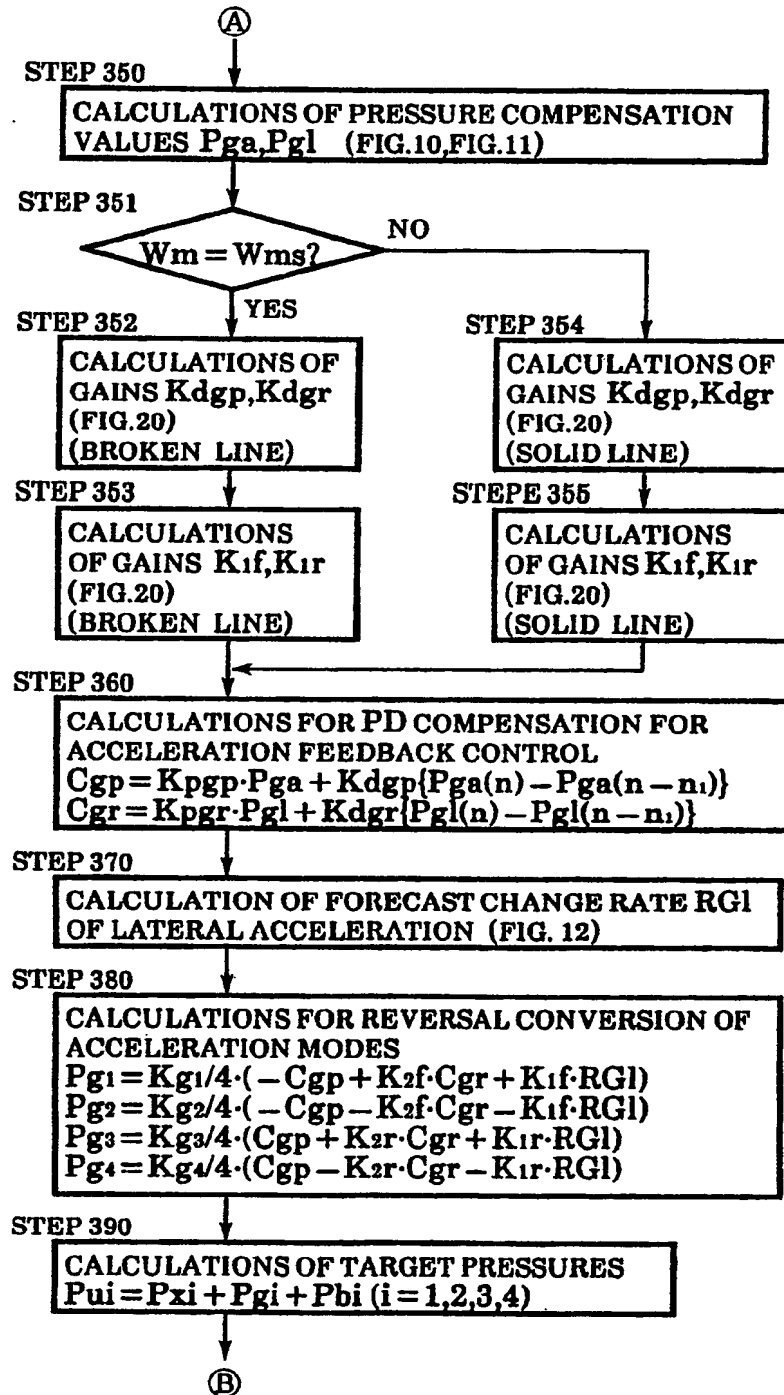 A
STEP 350
CALCULATIONS OF PRESSURE COMPENSATION
VALUES Pga,Pgl (FIG.10,FIG.11)
STEP 351
Wm = Wms?
NO
YES
STEP 352
CALCULATIONS OF
GAINS Kdgp,Kdgr
(FIG.20)
(BROKEN LINE)
STEP 354
CALCULATIONS OF
GAINS Kdgp,Kdgr
(FIG.20)
(SOLID LINE)
STEP 353
CALCULATIONS
OF GAINS K1f,K1r
(FIG.20)
(BROKEN LINE)
STEPE 355
CALCULATIONS
OF GAINS K1f,K1r
(FIG.20)
(SOLID LINE)
STEP 360
CALCULATIONS FOR PD COMPENSATION FOR
ACCELERATION FEEDBACK CONTROL
Cgp = Kpgp·Pga + Kdgp{Pga(n) – Pga(n – n1)}
Cgr = Kpgr·Pgl + Kdgr{Pgl(n) – Pgl(n – n1)}
STEP 370
CALCULATION OF FORECAST CHANGE RATE RGl
OF LATERAL ACCELERATION (FIG. 12)
STEP 380
CALCULATIONS FOR REVERSAL CONVERSION OF
ACCELERATION MODES
Pg1 = Kg1/4·( – Cgp + K2f·Cgr + K1f·RGl)
Pg2 = Kg2/4·( – Cgp – K2f·Cgr – K1f·RGl)
Pg3 = Kg3/4·(Cgp + K2r·Cgr + K1r·RGl)
Pg4 = Kg4/4·(Cgp – K2r·Cgr – K1r·RGl)
STEP 390
CALCULATIONS OF TARGET PRESSURES
Pui = Pxi + Pgi + Pbi (i = 1,2,3,4)
B